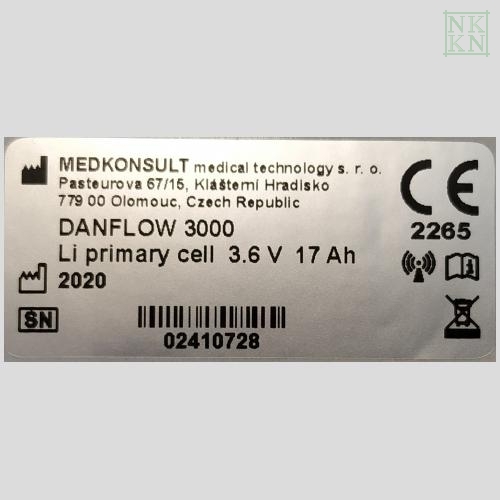 NK
KN
MEDKONSULT medical technology s. r. o.
Pasteurova 67/15, Klášterní Hradisko
779 00 Olomouc, Czech Republic
DANFLOW 3000
Li primary cell 3.6 V 17 Ah
2020
SN
02410728
CE
2265